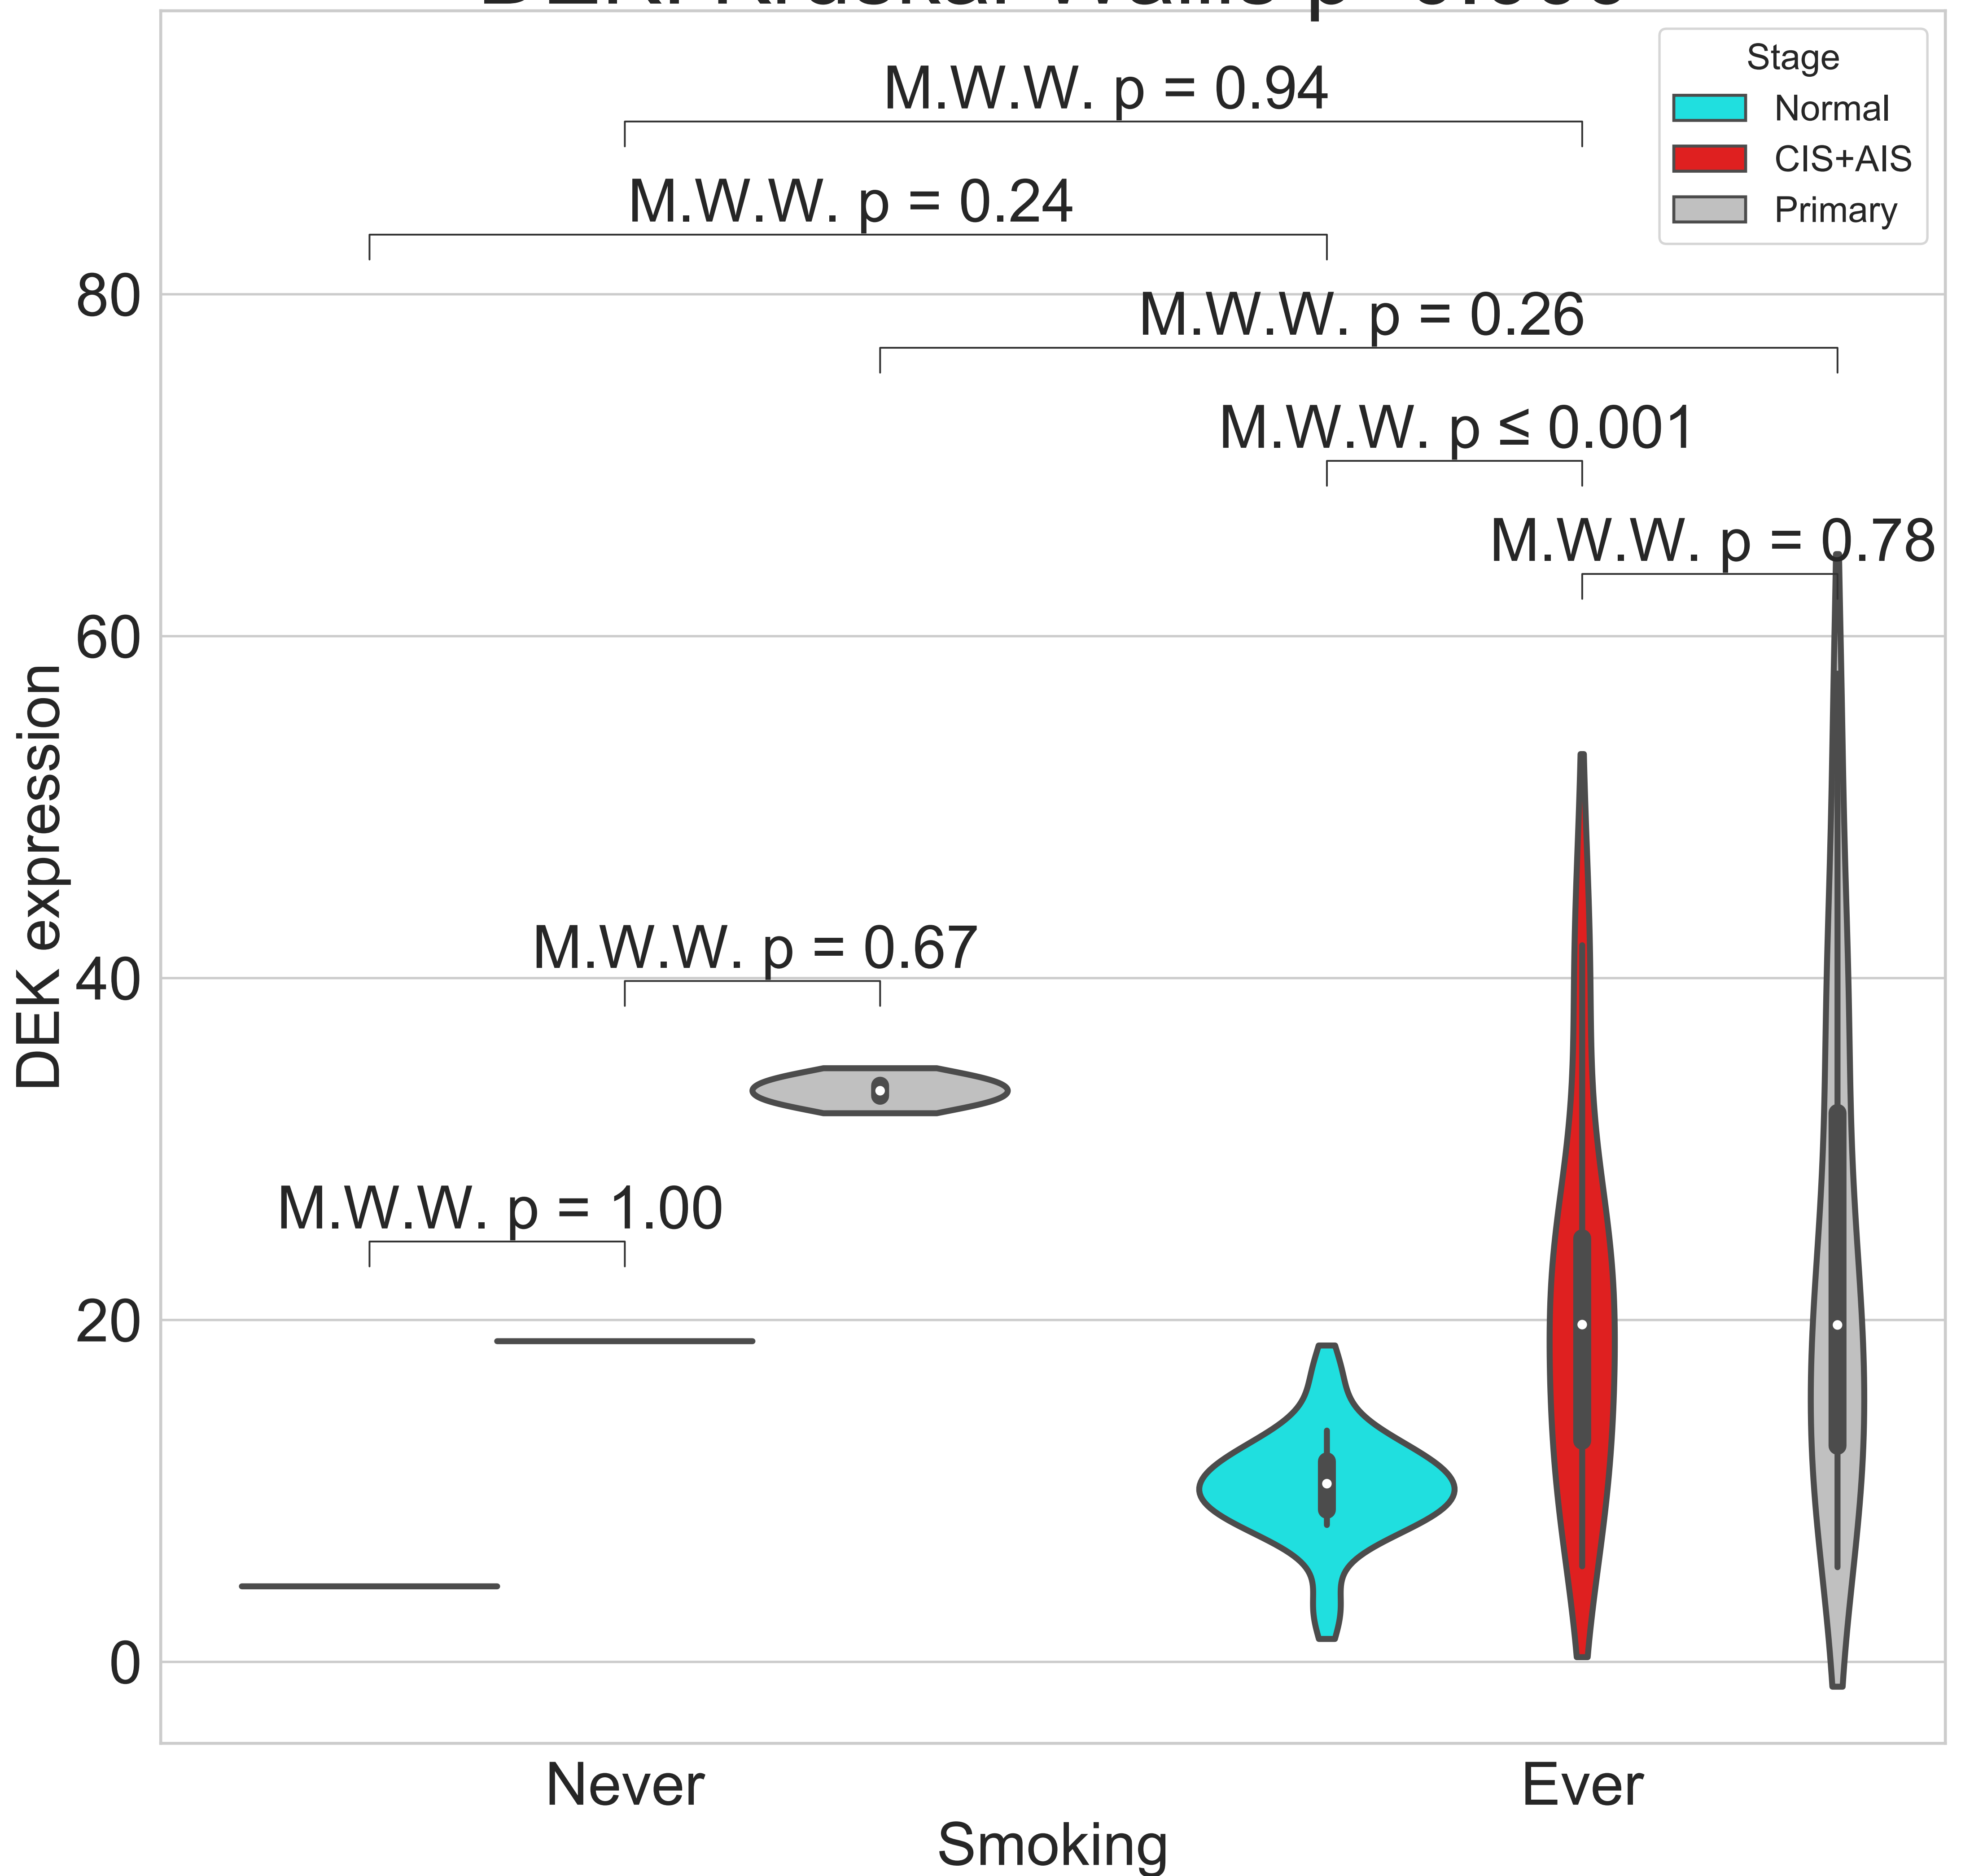 Stage
Normal
CIS+AIS
Primary
M.W.W. p = 0.94
M.W.W. p = 0.24
M.W.W. p = 0.26
M.W.W. p ≤ 0.001
M.W.W. p = 0.78
M.W.W. p = 0.67
M.W.W. p = 1.00
80
60
40
20
0
DEK expression
Never
Ever
Smoking